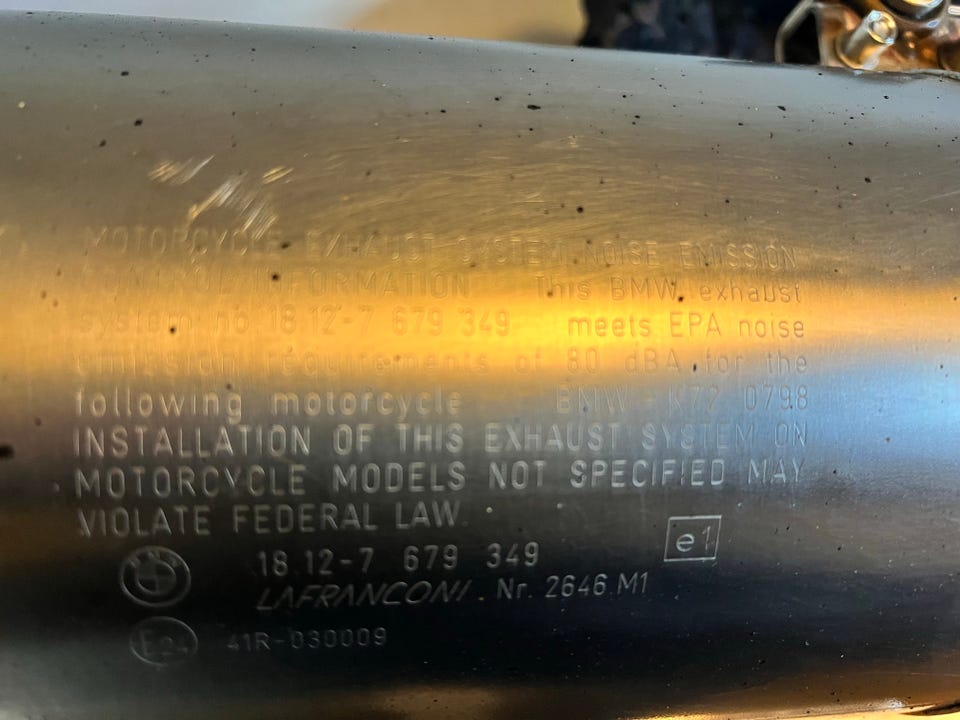 MOTORCYCLE EXHAUST SYSTEM NOISE EMISSION
CONTROL INFORMATION This BMW exhaust
system no 18.12-7 679 349 meets EPA noise
emission requirements of 80 dBA for the
following motorcycle BMW - K72 0798
INSTALLATION OF THIS EXHAUST SYSTEM ON
MOTORCYCLE MODELS NOT SPECIFIED MAY
VIOLATE FEDERAL LAW.
BMW 18.12-7 679 349 e1
LAFRANCONI Nr. 2646 M1
E24 41R-030009